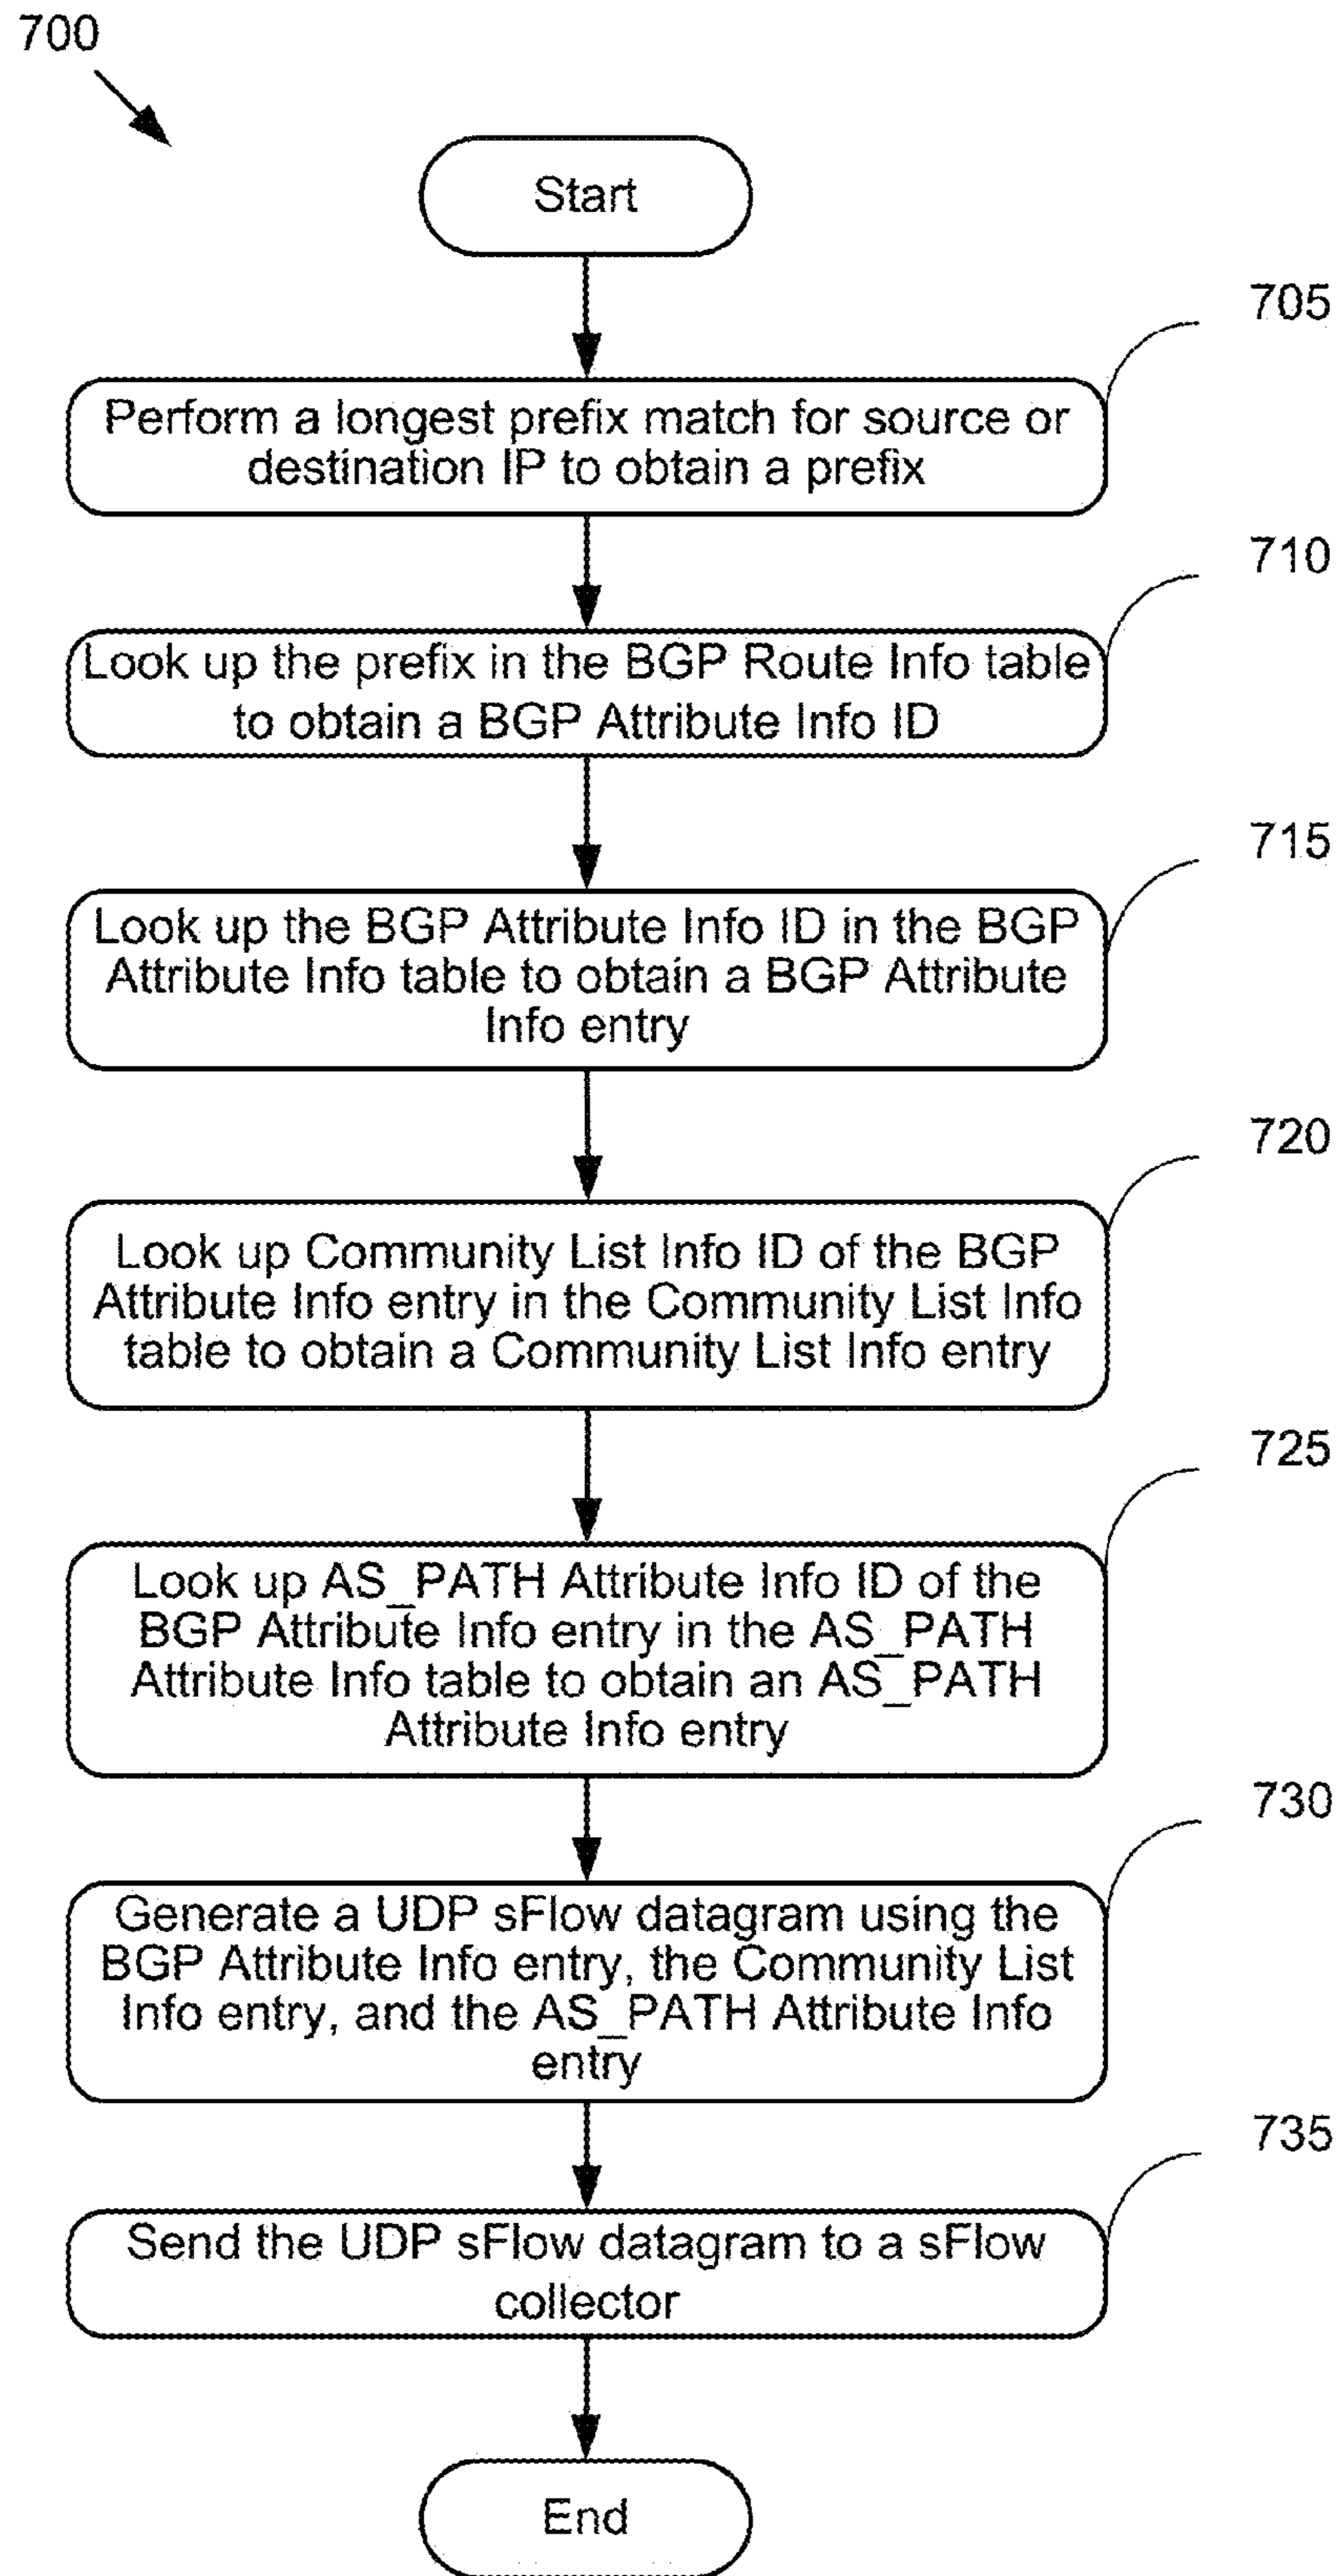 700
Start
705
Perform a longest prefix match for source or
destination IP to obtain a prefix
710
Look up the prefix in the BGP Route Info table
to obtain a BGP Attribute Info ID
715
Look up the BGP Attribute Info ID in the BGP
Attribute Info table to obtain a BGP Attribute
Info entry
720
Look up Community List Info ID of the BGP
Attribute Info entry in the Community List Info
table to obtain a Community List Info entry
725
Look up AS_PATH Attribute Info ID of the
BGP Attribute Info entry in the AS_PATH
Attribute Info table to obtain an AS_PATH
Attribute Info entry
730
Generate a UDP sFlow datagram using the
BGP Attribute Info entry, the Community List
Info entry, and the AS_PATH Attribute Info
entry
735
Send the UDP sFlow datagram to a sFlow
collector
End